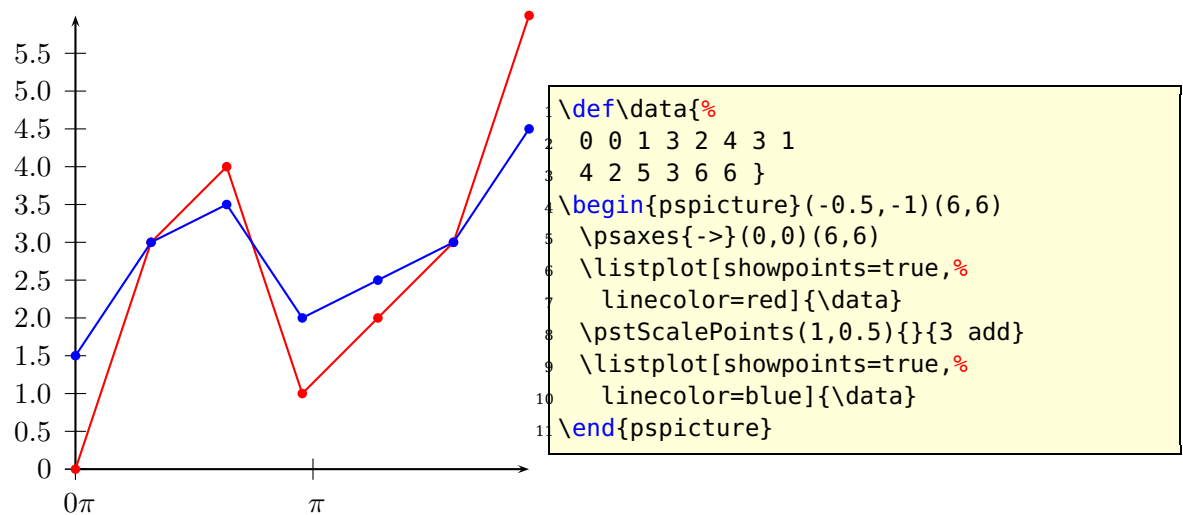 5.5
5.0
4.5
4.0
3.5
3.0
2.5
2.0
1.5
1.0
0.5
0
0π
π
1 \def\data{%
2 0 0 1 3 2 4 3 1
3 4 2 5 3 6 6 }
4 \begin{pspicture}(-0.5,-1)(6,6)
5 \psaxes{->}(0,0)(6,6)
6 \listplot[showpoints=true,%
7 linecolor=red]{\data}
8 \pstScalePoints(1,0.5){}{3 add}
9 \listplot[showpoints=true,%
10 linecolor=blue]{\data}
11 \end{pspicture}